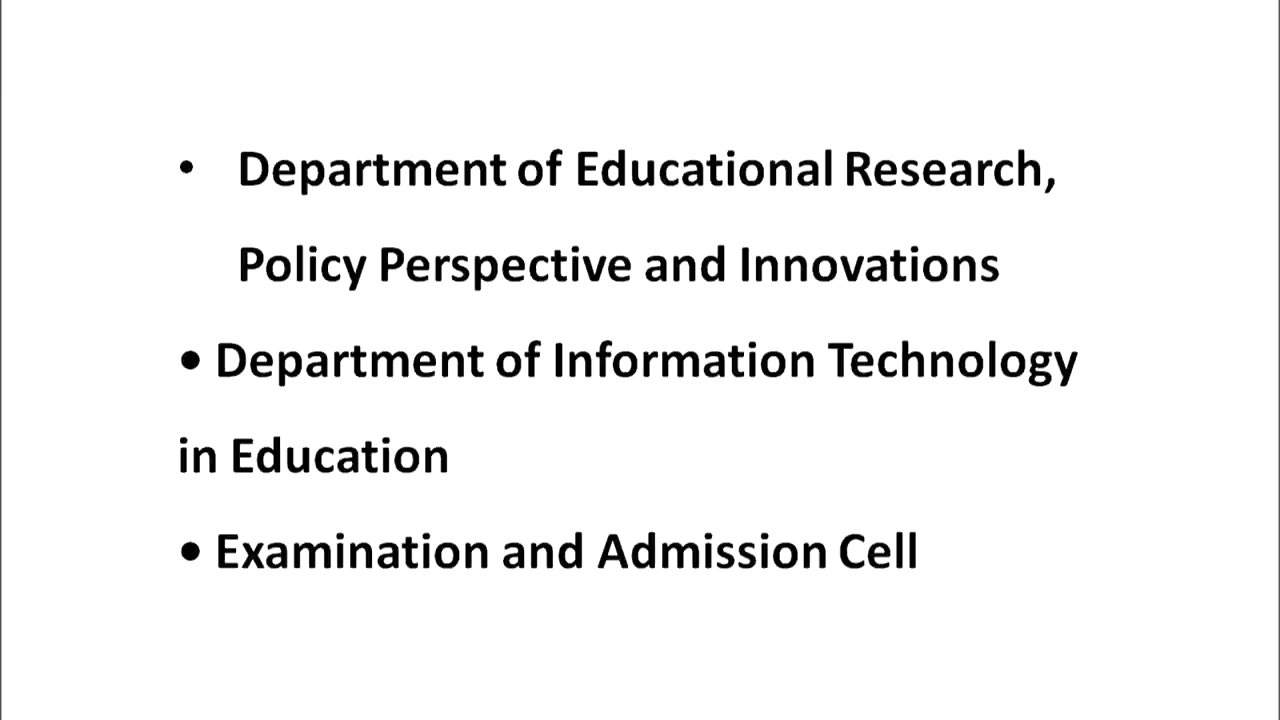 • Department of Educational Research,
Policy Perspective and Innovations
• Department of Information Technology
in Education
• Examination and Admission Cell